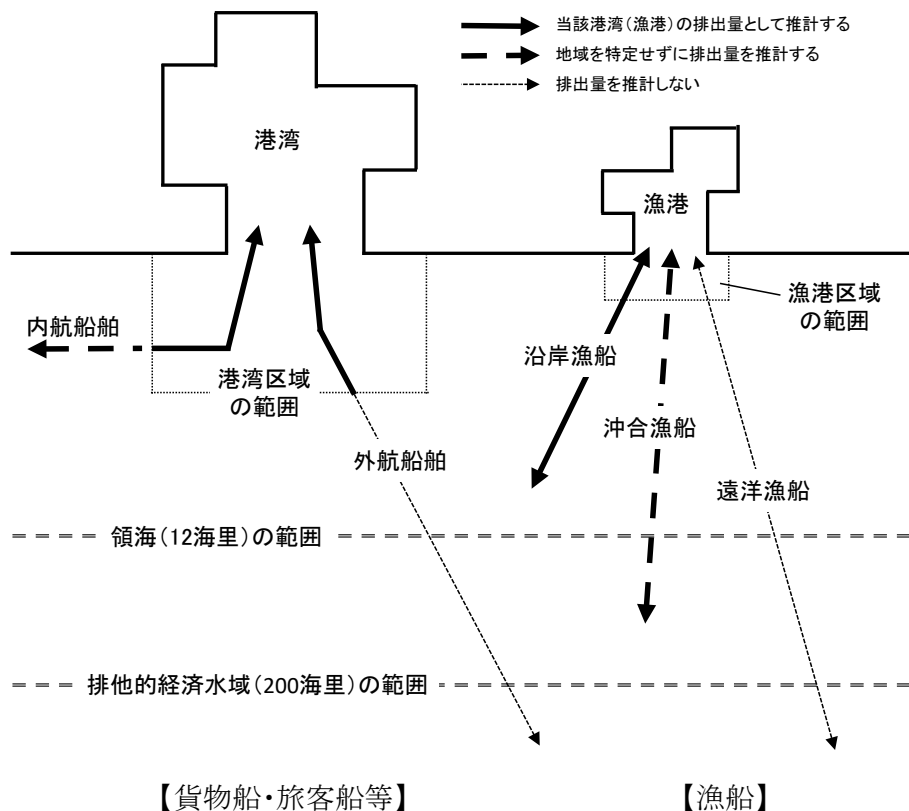 当該港湾(漁港)の排出量として推計する
地域を特定せずに排出量を推計する
排出量を推計しない
港湾
漁港
漁港区域
の範囲
内航船舶
港湾区域
の範囲
沿岸漁船
沖合漁船
外航船舶
遠洋漁船
領海(12海里)の範囲
排他的経済水域(200海里)の範囲
【貨物船・旅客船等】
【漁船】